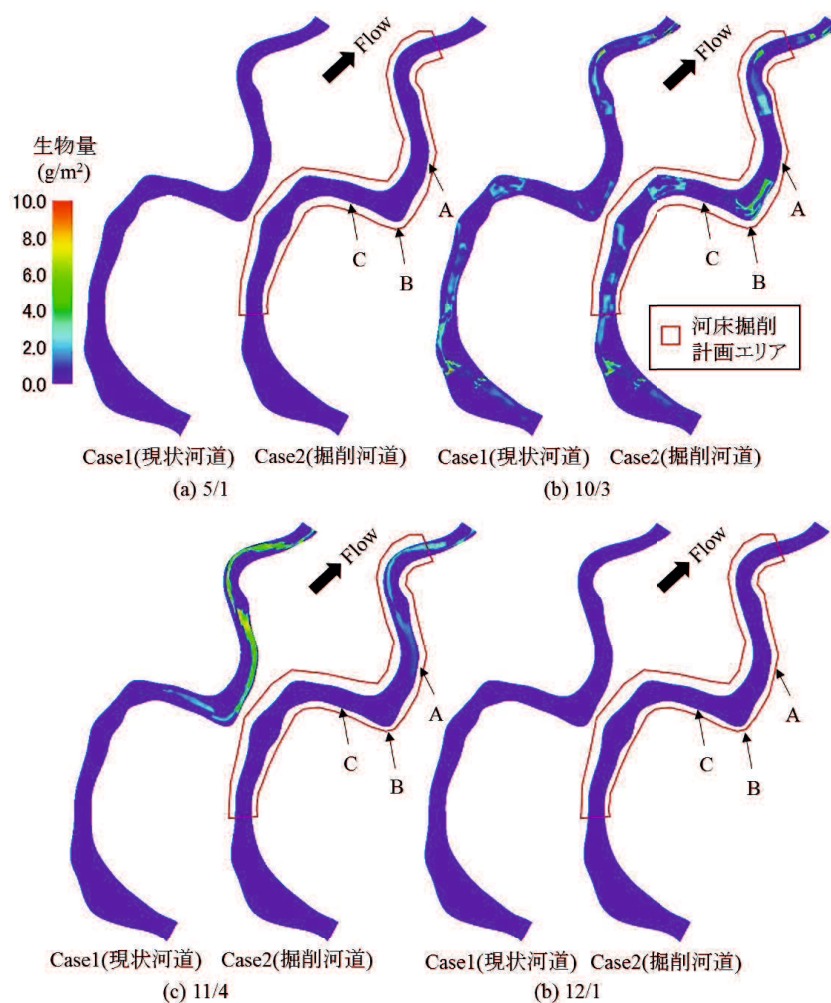 Flow
Flow
生物量
(g/m²)
10.0
8.0
6.0
4.0
2.0
0.0
A
B
C
A
B
C
河床掘削
計画エリア
Case1(現状河道)
Case2(掘削河道)
Case1(現状河道)
Case2(掘削河道)
(a) 5/1
(b) 10/3
Flow
Flow
A
B
C
A
B
C
Case1(現状河道)
Case2(掘削河道)
Case1(現状河道)
Case2(掘削河道)
(c) 11/4
(b) 12/1